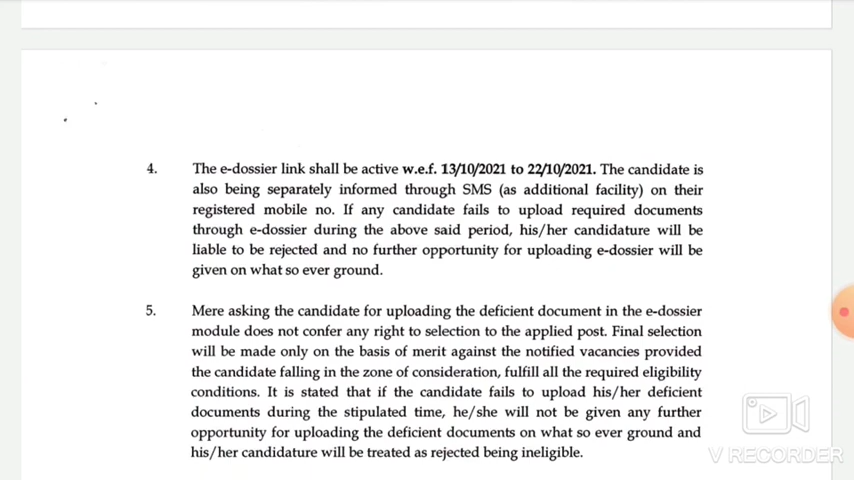 4. The e-dossier link shall be active w.e.f. 13/10/2021 to 22/10/2021. The candidate is
also being separately informed through SMS (as additional facility) on their
registered mobile no. If any candidate fails to upload required documents
through e-dossier during the above said period, his/her candidature will be
liable to be rejected and no further opportunity for uploading e-dossier will be
given on what so ever ground.
5. Mere asking the candidate for uploading the deficient document in the e-dossier
module does not confer any right to selection to the applied post. Final selection
will be made only on the basis of merit against the notified vacancies provided
the candidate falling in the zone of consideration, fulfill all the required eligibility
conditions. It is stated that if the candidate fails to upload his/her deficient
documents during the stipulated time, he/she will not be given any further
opportunity for uploading the deficient documents on what so ever ground and
his/her candidature will be treated as rejected being ineligible.
V RECORDER